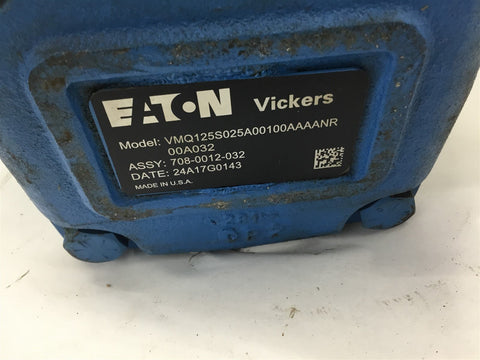 EATON Vickers
Model: VMQ125S025A00100AAAANR
00A032
ASSY: 708-0012-032
DATE: 24A17G0143
MADE IN U.S.A.